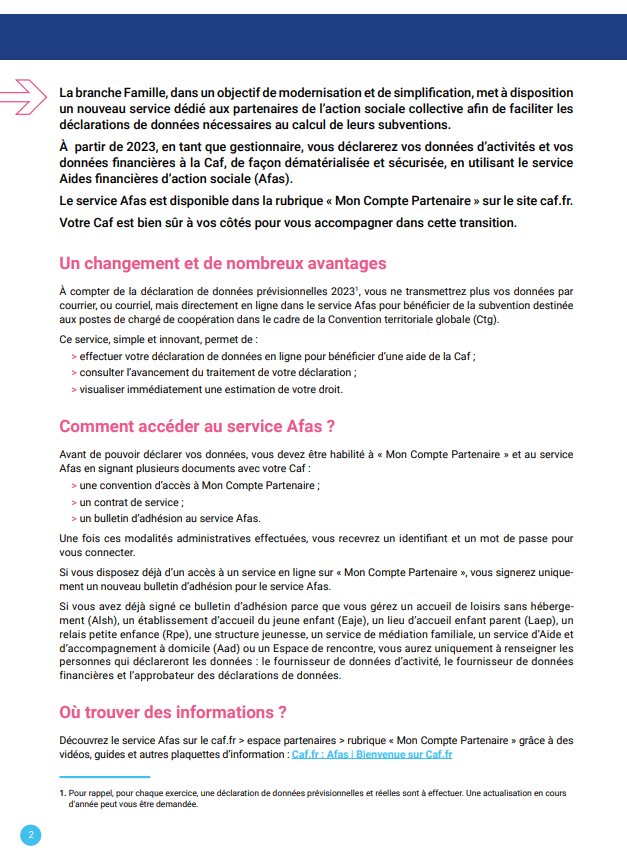 La branche Famille, dans un objectif de modernisation et de simplification, met à disposition
un nouveau service dédié aux partenaires de l'action sociale collective afin de faciliter les
déclarations de données nécessaires au calcul de leurs subventions.
À partir de 2023, en tant que gestionnaire, vous déclarerez vos données d'activités et vos
données financières à la Caf, de façon dématérialisée et sécurisée, en utilisant le service
Aides financières d'action sociale (Afas).
Le service Afas est disponible dans la rubrique « Mon Compte Partenaire » sur le site caf.fr.
Votre Caf est bien sûr à vos côtés pour vous accompagner dans cette transition.
Un changement et de nombreux avantages
À compter de la déclaration de données prévisionnelles 2023¹, vous ne transmettrez plus vos données par
courrier, ou courriel, mais directement en ligne dans le service Afas pour bénéficier de la subvention destinée
aux postes de chargé de coopération dans le cadre de la Convention territoriale globale (Ctg).
Ce service, simple et innovant, permet de :
> effectuer votre déclaration de données en ligne pour bénéficier d'une aide de la Caf ;
> consulter l'avancement du traitement de votre déclaration ;
> visualiser immédiatement une estimation de votre droit.
Comment accéder au service Afas ?
Avant de pouvoir déclarer vos données, vous devez être habilité à « Mon Compte Partenaire » et au service
Afas en signant plusieurs documents avec votre Caf :
> une convention d'accès à Mon Compte Partenaire ;
> un contrat de service ;
> un bulletin d'adhésion au service Afas.
Une fois ces modalités administratives effectuées, vous recevrez un identifiant et un mot de passe pour
vous connecter.
Si vous disposez déjà d'un accès à un service en ligne sur « Mon Compte Partenaire », vous signerez unique-
ment un nouveau bulletin d'adhésion pour le service Afas.
Si vous avez déjà signé ce bulletin d'adhésion parce que vous gérez un accueil de loisirs sans héberge-
ment (Alsh), un établissement d'accueil du jeune enfant (Eaje), un lieu d'accueil enfant parent (Laep), un
relais petite enfance (Rpe), une structure jeunesse, un service de médiation familiale, un service d'Aide et
d'accompagnement à domicile (Aad) ou un Espace de rencontre, vous aurez uniquement à renseigner les
personnes qui déclareront les données : le fournisseur de données d'activité, le fournisseur de données
financières et l'approbateur des déclarations de données.
Où trouver des informations ?
Découvrez le service Afas sur le caf.fr > espace partenaires > rubrique « Mon Compte Partenaire » grâce à des
vidéos, guides et autres plaquettes d'information : Caf.fr : Afas | Bienvenue sur Caf.fr
1. Pour rappel, pour chaque exercice, une déclaration de données prévisionnelles et réelles sont à effectuer. Une actualisation en cours
d'année peut vous être demandée.
2